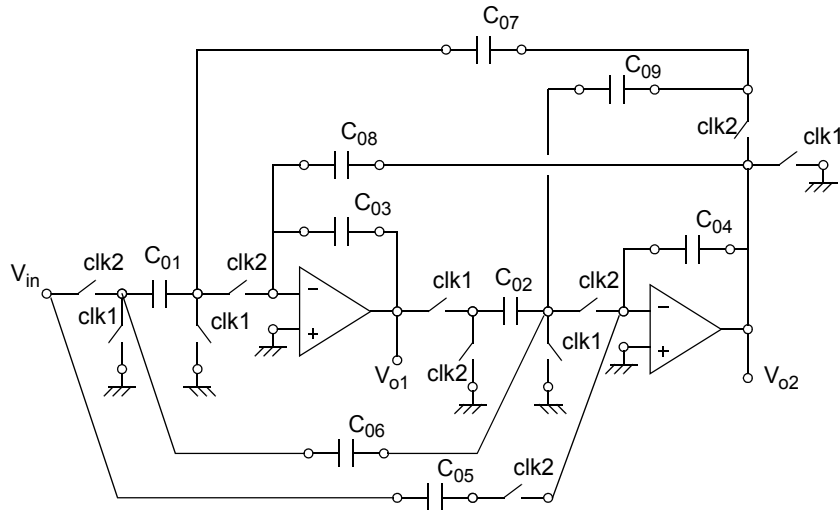 C07
C09
clk2
clk1
C08
C03
C04
Vin
clk2
C01
clk2
clk1
C02
clk2
clk1
clk1
−
+
clk2
clk1
−
+
Vo1
Vo2
C06
C05
clk2